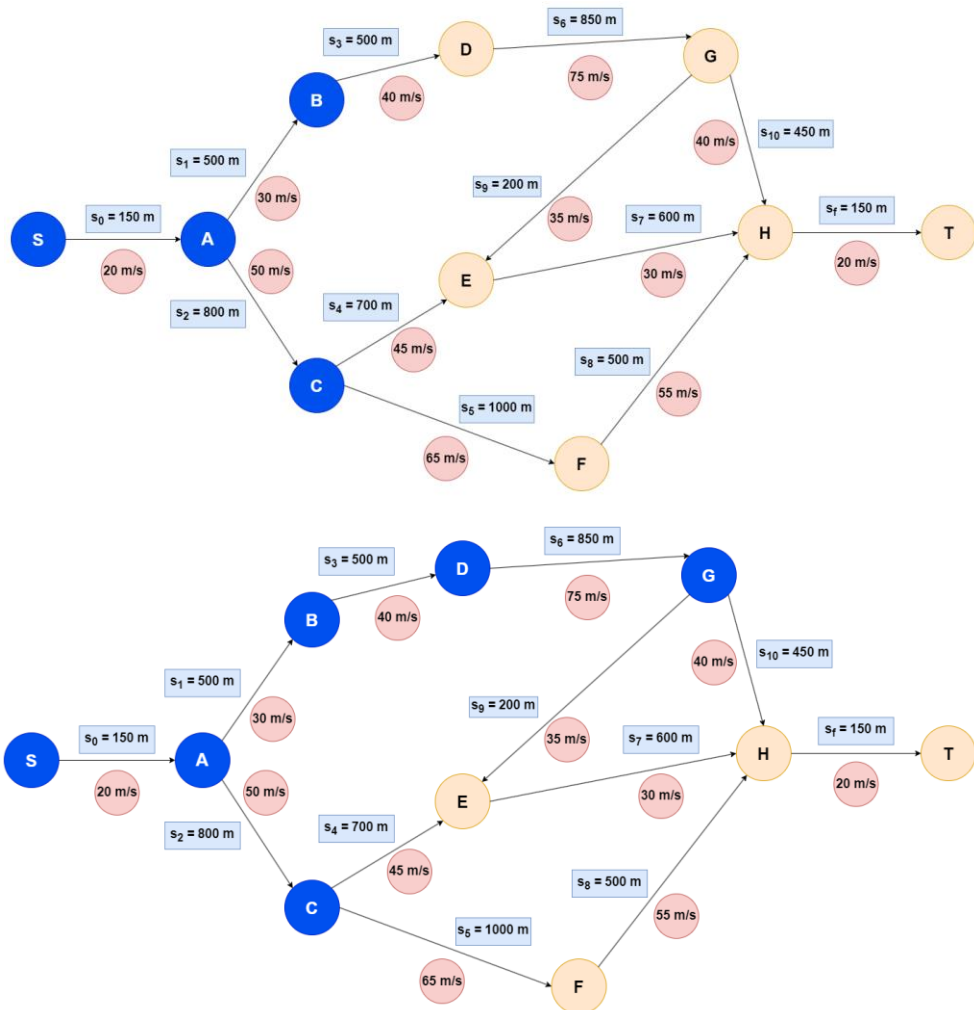 s6 = 850 m
s3 = 500 m
D
G
75 m/s
B
40 m/s
s10 = 450 m
40 m/s
s1 = 500 m
s9 = 200 m
30 m/s
s0 = 150 m
s7 = 600 m
sf = 150 m
35 m/s
S
A
H
T
20 m/s
50 m/s
30 m/s
20 m/s
E
s4 = 700 m
s2 = 800 m
45 m/s
s8 = 500 m
C
55 m/s
s5 = 1000 m
65 m/s
F
s6 = 850 m
s3 = 500 m
D
G
75 m/s
B
40 m/s
s10 = 450 m
40 m/s
s1 = 500 m
s9 = 200 m
30 m/s
s0 = 150 m
s7 = 600 m
sf = 150 m
35 m/s
S
A
H
T
20 m/s
50 m/s
30 m/s
20 m/s
E
s4 = 700 m
s2 = 800 m
45 m/s
s8 = 500 m
C
55 m/s
s5 = 1000 m
65 m/s
F